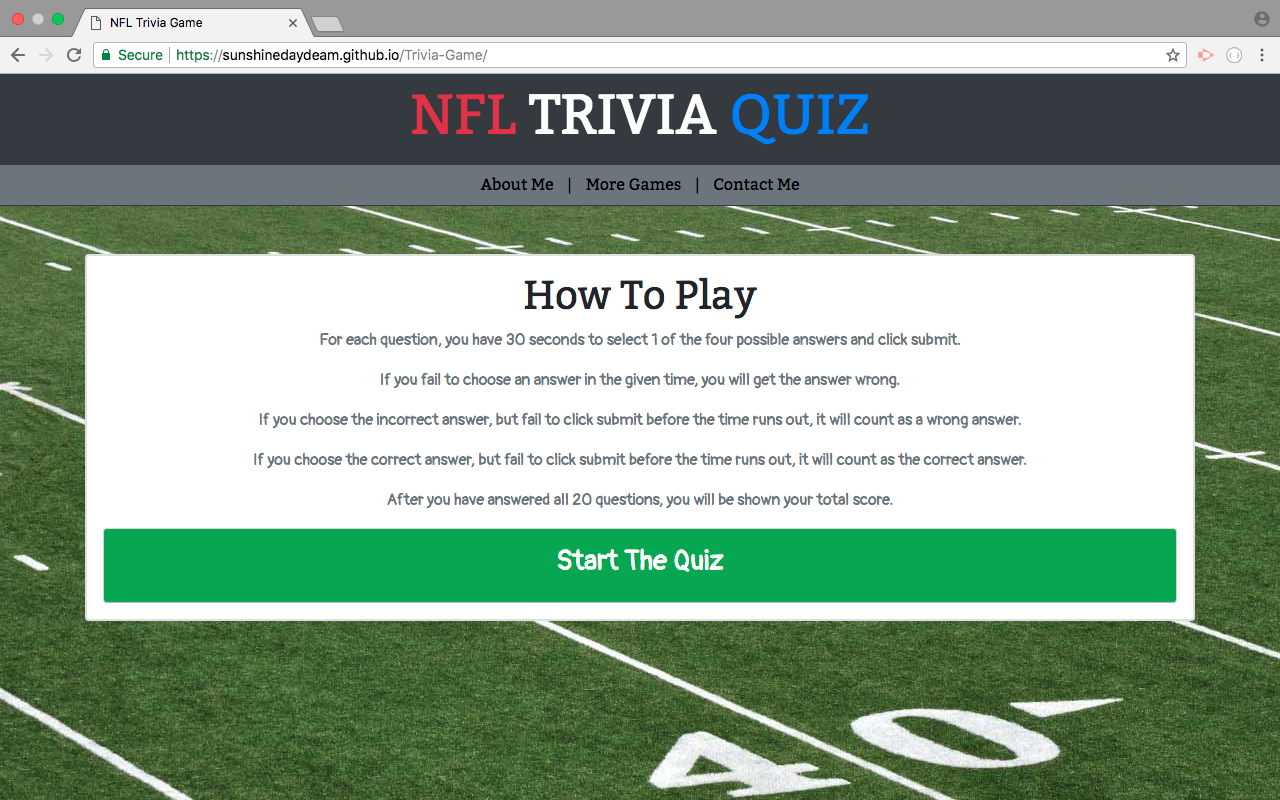 NFL Trivia Game
Secure https://sunshinedaydeam.github.io/Trivia-Game/
NFL TRIVIA QUIZ
About Me | More Games | Contact Me
How To Play
For each question, you have 30 seconds to select 1 of the four possible answers and click submit.
If you fail to choose an answer in the given time, you will get the answer wrong.
If you choose the incorrect answer, but fail to click submit before the time runs out, it will count as a wrong answer.
If you choose the correct answer, but fail to click submit before the time runs out, it will count as the correct answer.
After you have answered all 20 questions, you will be shown your total score.
Start The Quiz
40